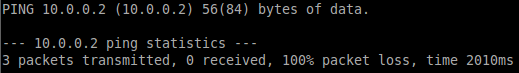 PING 10.0.0.2 (10.0.0.2) 56(84) bytes of data.
--- 10.0.0.2 ping statistics ---
3 packets transmitted, 0 received, 100% packet loss, time 2010ms